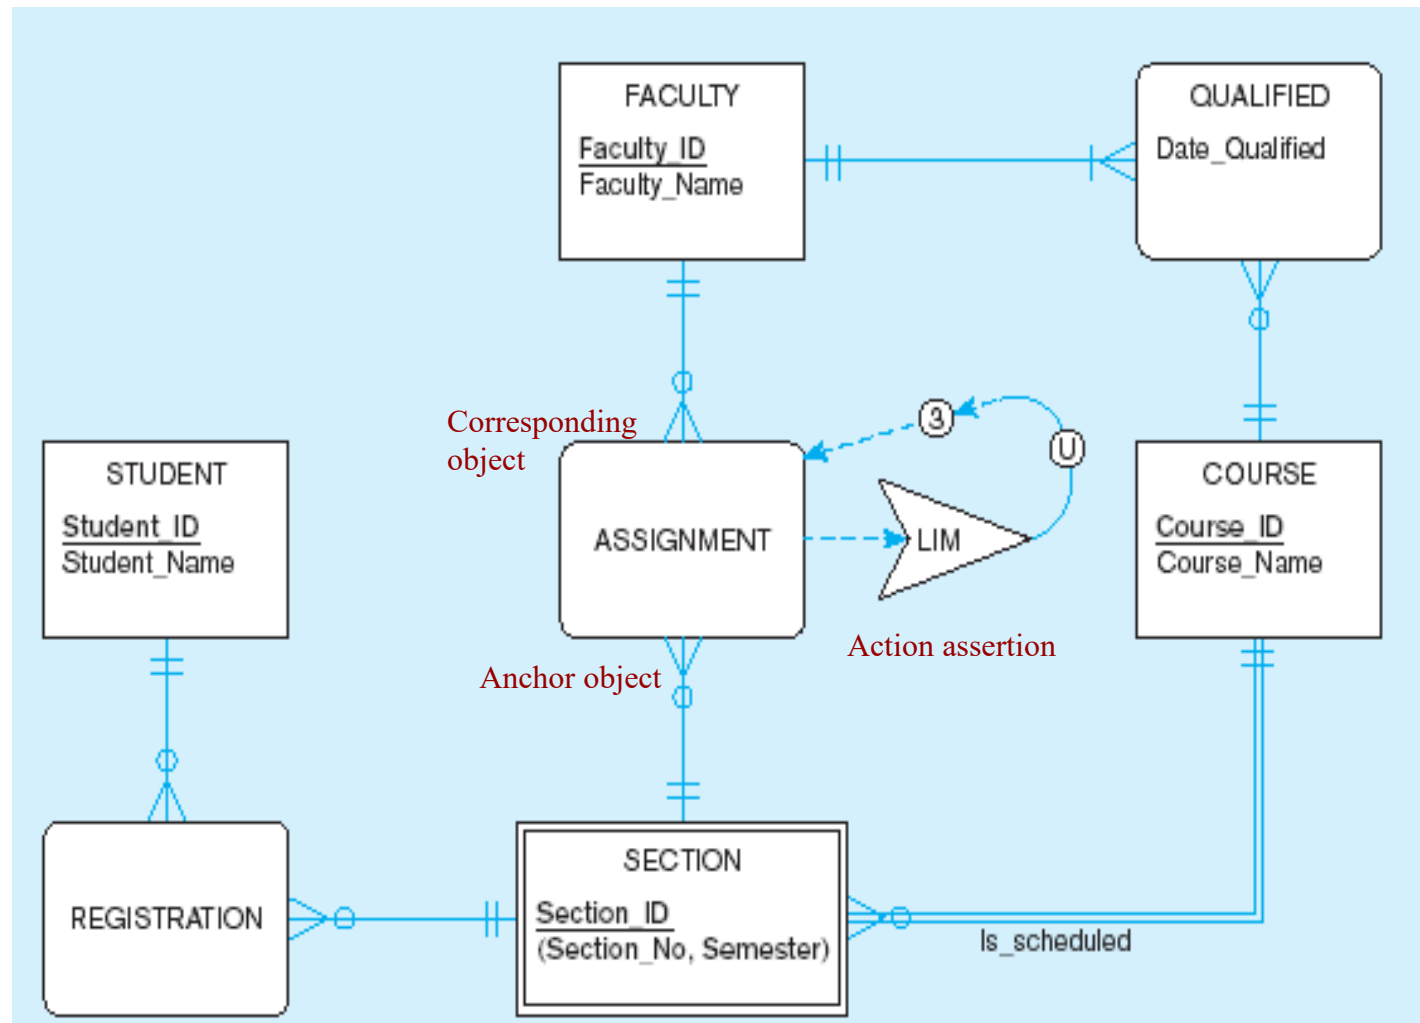 FACULTY
Faculty_ID
Faculty_Name
QUALIFIED
Date_Qualified
Corresponding
object
3
U
STUDENT
Student_ID
Student_Name
ASSIGNMENT
LIM
COURSE
Course_ID
Course_Name
Action assertion
Anchor object
REGISTRATION
SECTION
Section_ID
(Section_No, Semester)
Is_scheduled